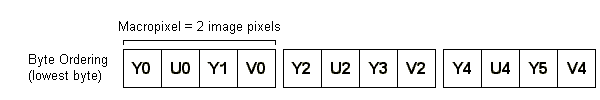 Macropixel = 2 image pixels
Byte Ordering
(lowest byte)
Y0 U0 Y1 V0 Y2 U2 Y3 V2 Y4 U4 Y5 V4